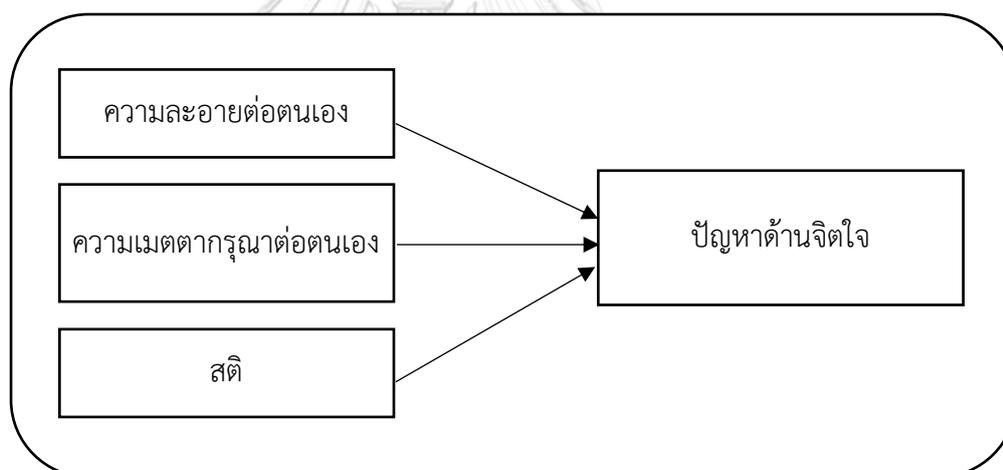 ความละอายต่อตนเอง
ความเมตตากรุณาต่อตนเอง
สติ
ปัญหาด้านจิตใจ